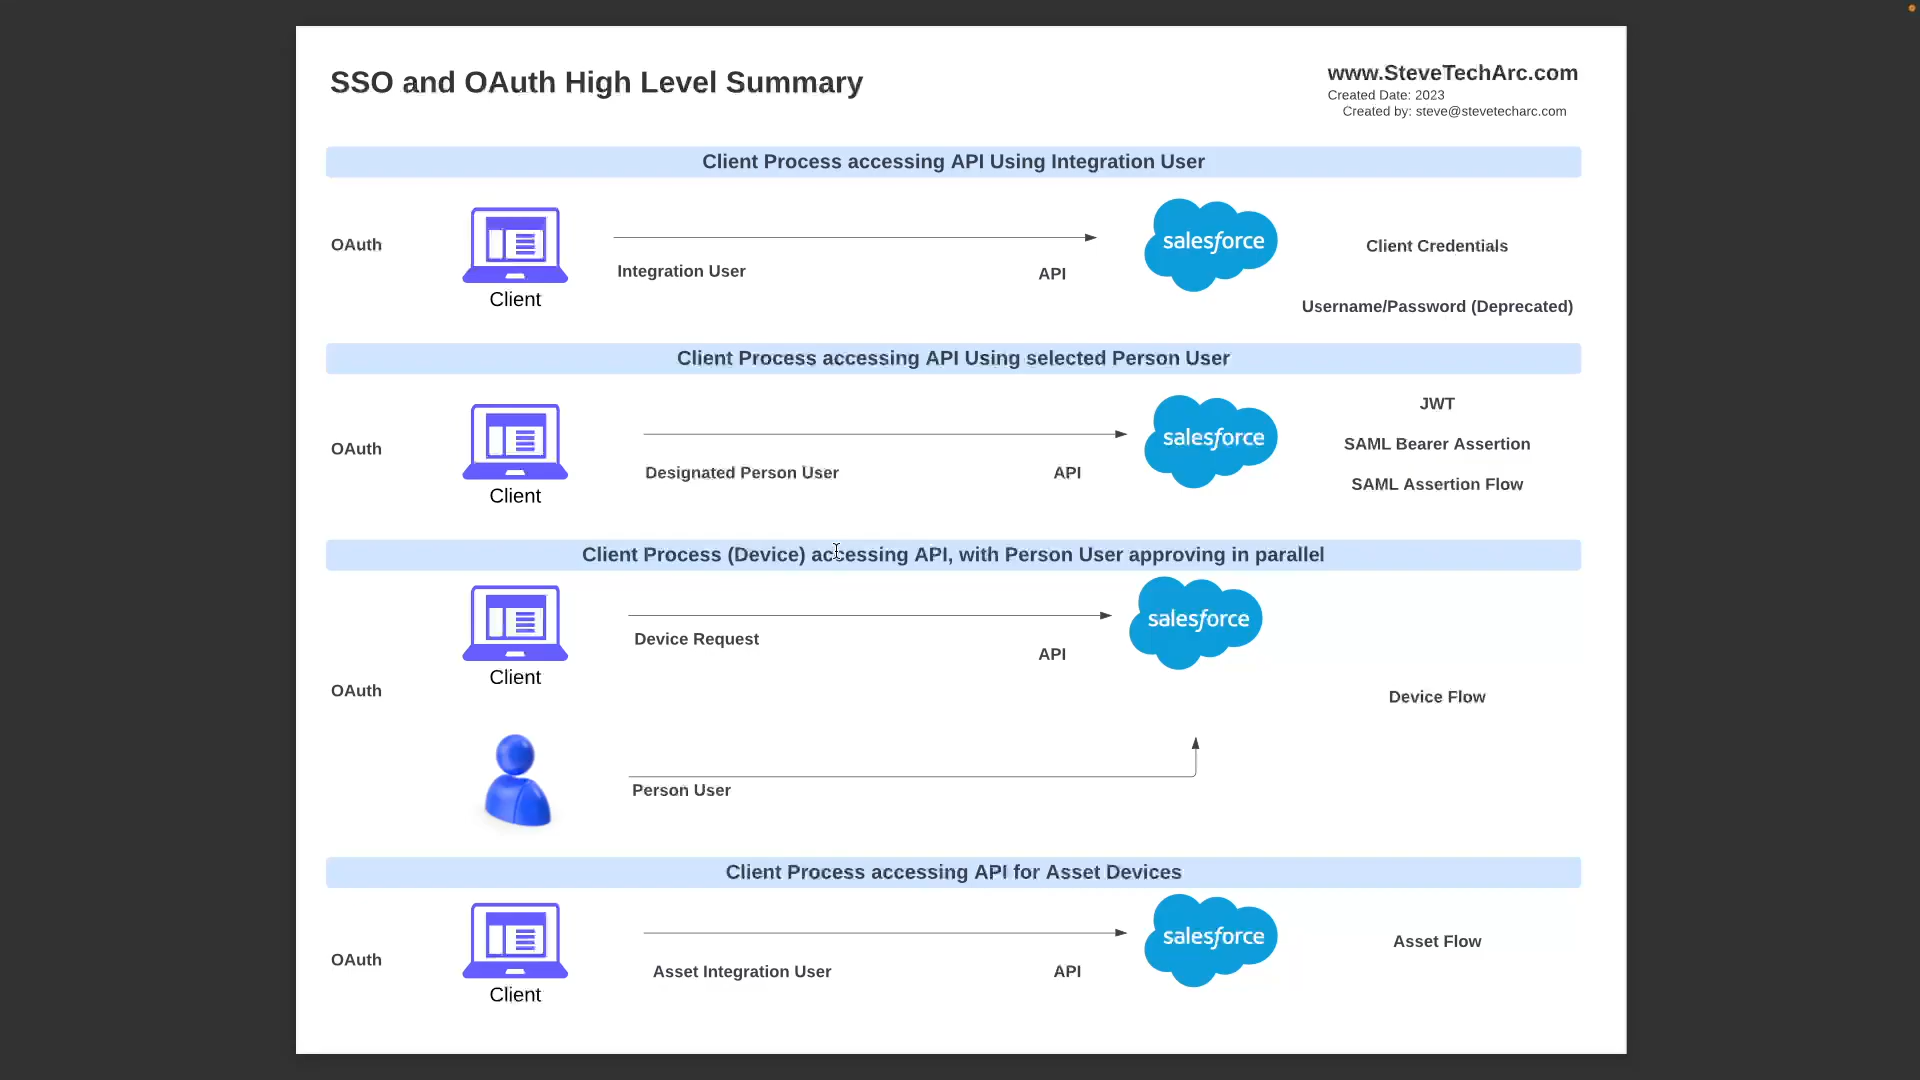 SSO and OAuth High Level Summary
www.SteveTechArc.com
Created Date: 2023
Created by: steve@stevetecharc.com
Client Process accessing API Using Integration User
OAuth
Client
Integration User
API
salesforce
Client Credentials
Username/Password (Deprecated)
Client Process accessing API Using selected Person User
OAuth
Client
Designated Person User
API
salesforce
JWT
SAML Bearer Assertion
SAML Assertion Flow
Client Process (Device) accessing API, with Person User approving in parallel
OAuth
Client
Device Request
API
salesforce
Device Flow
Person User
Client Process accessing API for Asset Devices
OAuth
Client
Asset Integration User
API
salesforce
Asset Flow